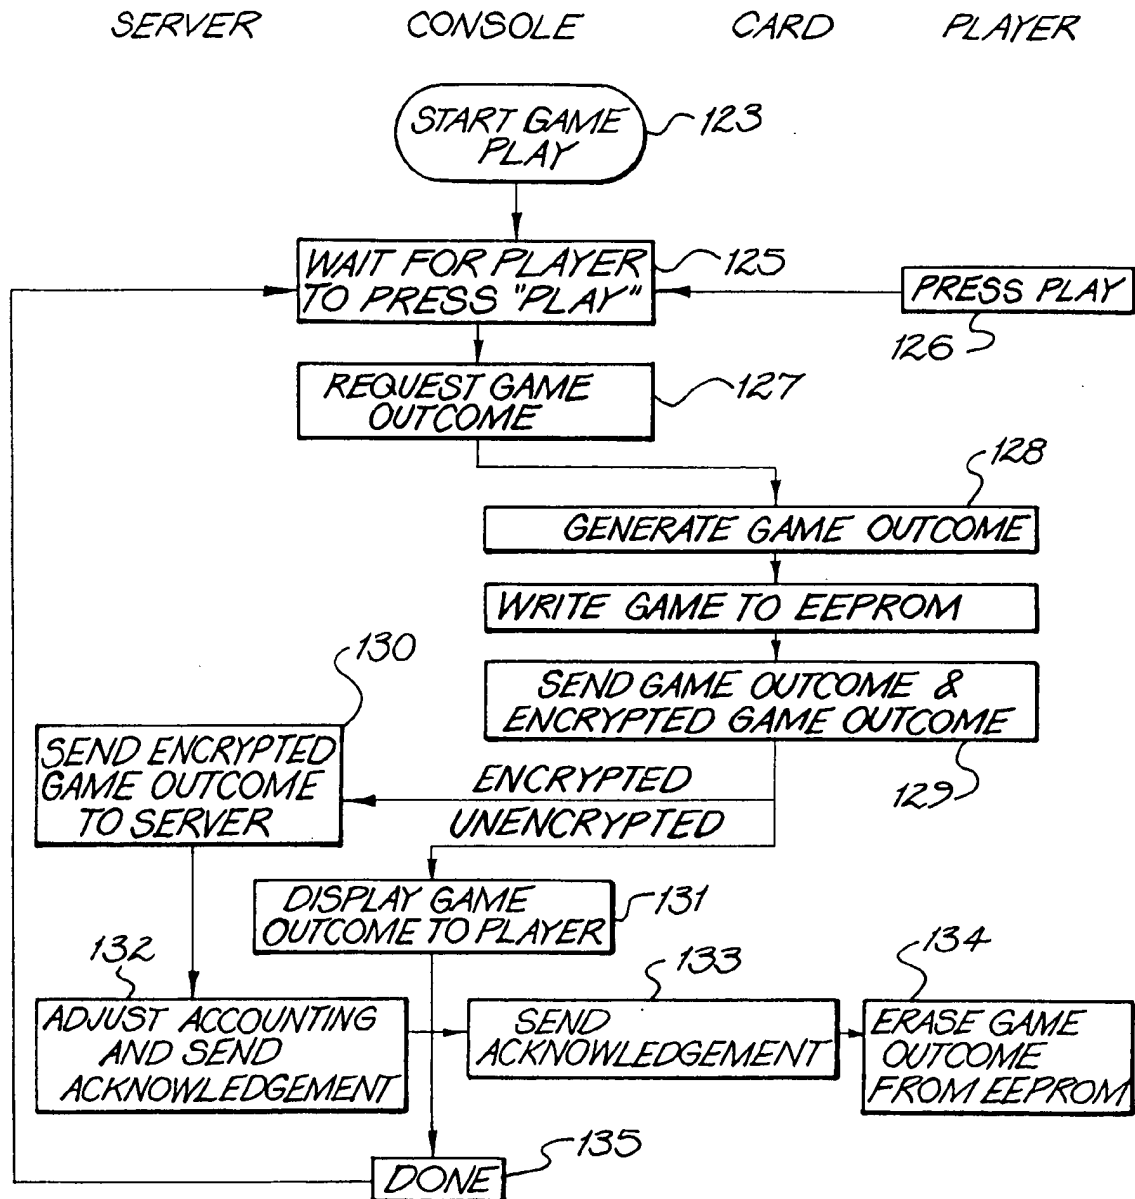 SERVER CONSOLE CARD PLAYER
START GAME
PLAY
123
WAIT FOR PLAYER
TO PRESS "PLAY"
125
PRESS PLAY
126
REQUEST GAME
OUTCOME
127
128
GENERATE GAME OUTCOME
WRITE GAME TO EEPROM
SEND GAME OUTCOME &
ENCRYPTED GAME OUTCOME
129
130
SEND ENCRYPTED
GAME OUTCOME
TO SERVER
ENCRYPTED
UNENCRYPTED
DISPLAY GAME
OUTCOME TO PLAYER
131
132
ADJUST ACCOUNTING
AND SEND
ACKNOWLEDGEMENT
133
SEND
ACKNOWLEDGEMENT
134
ERASE GAME
OUTCOME
FROM EEPROM
135
DONE